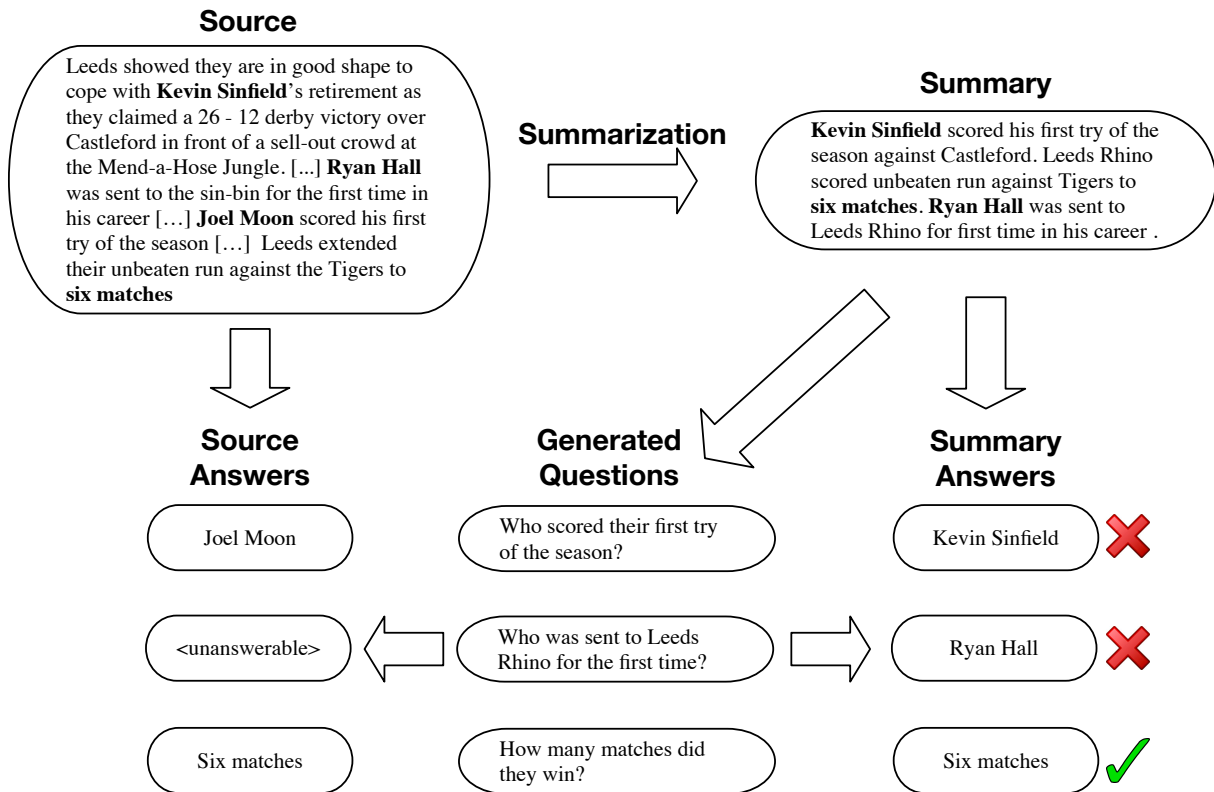 Source
Leeds showed they are in good shape to
cope with Kevin Sinfield's retirement as
they claimed a 26 - 12 derby victory over
Castleford in front of a sell-out crowd at
the Mend-a-Hose Jungle. [...] Ryan Hall
was sent to the sin-bin for the first time in
his career […] Joel Moon scored his first
try of the season […] Leeds extended
their unbeaten run against the Tigers to
six matches
Summarization
Summary
Kevin Sinfield scored his first try of the
season against Castleford. Leeds Rhino
scored unbeaten run against Tigers to
six matches. Ryan Hall was sent to
Leeds Rhino for first time in his career .
Source
Answers
Generated
Questions
Summary
Answers
Joel Moon
Who scored their first try
of the season?
Kevin Sinfield
<unanswerable>
Who was sent to Leeds
Rhino for the first time?
Ryan Hall
Six matches
How many matches did
they win?
Six matches